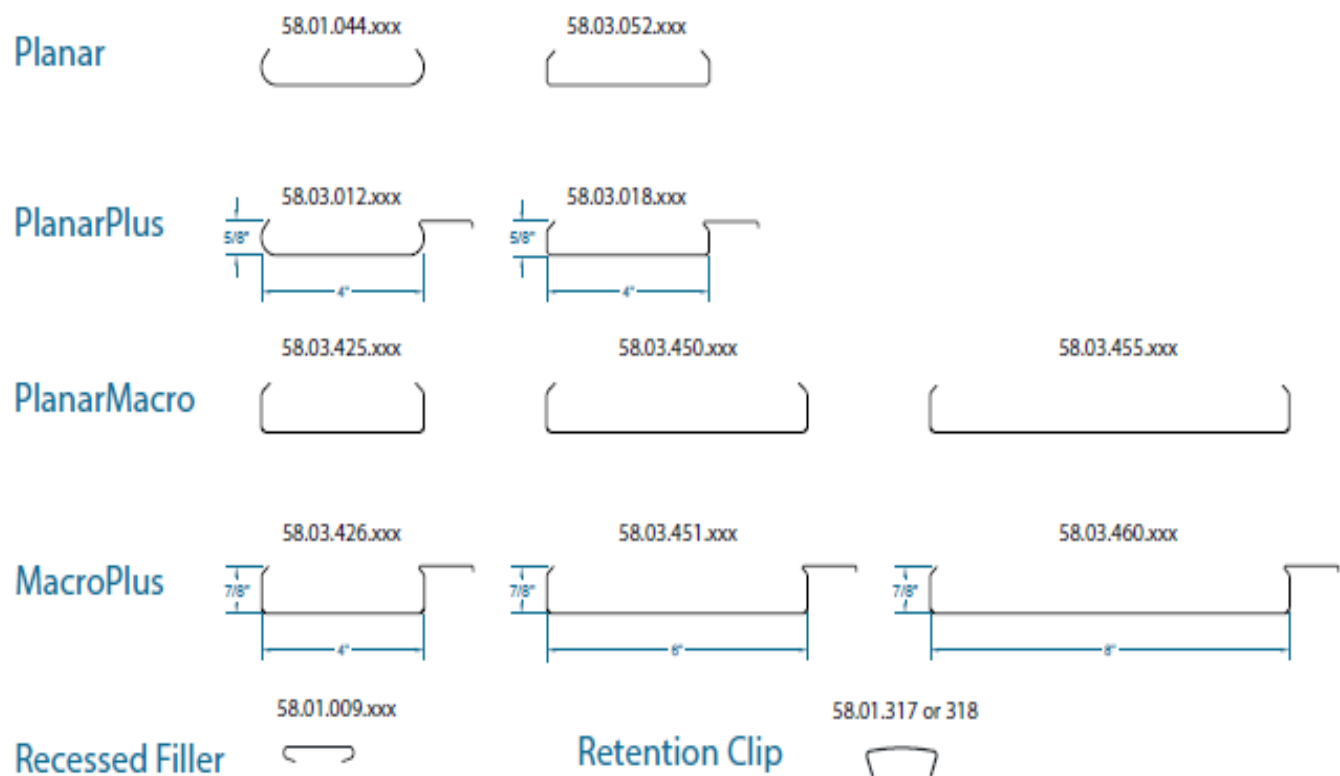 58.01.044.xxx 58.03.052.xxx
Planar
58.03.012.xxx 58.03.018.xxx
PlanarPlus
5/8" 5/8"
4" 4"
58.03.425.xxx 58.03.450.xxx 58.03.455.xxx
PlanarMacro
58.03.426.xxx 58.03.451.xxx 58.03.460.xxx
MacroPlus
7/8" 7/8" 7/8"
4" 6" 8"
58.01.009.xxx 58.01.317 or 318
Recessed Filler Retention Clip